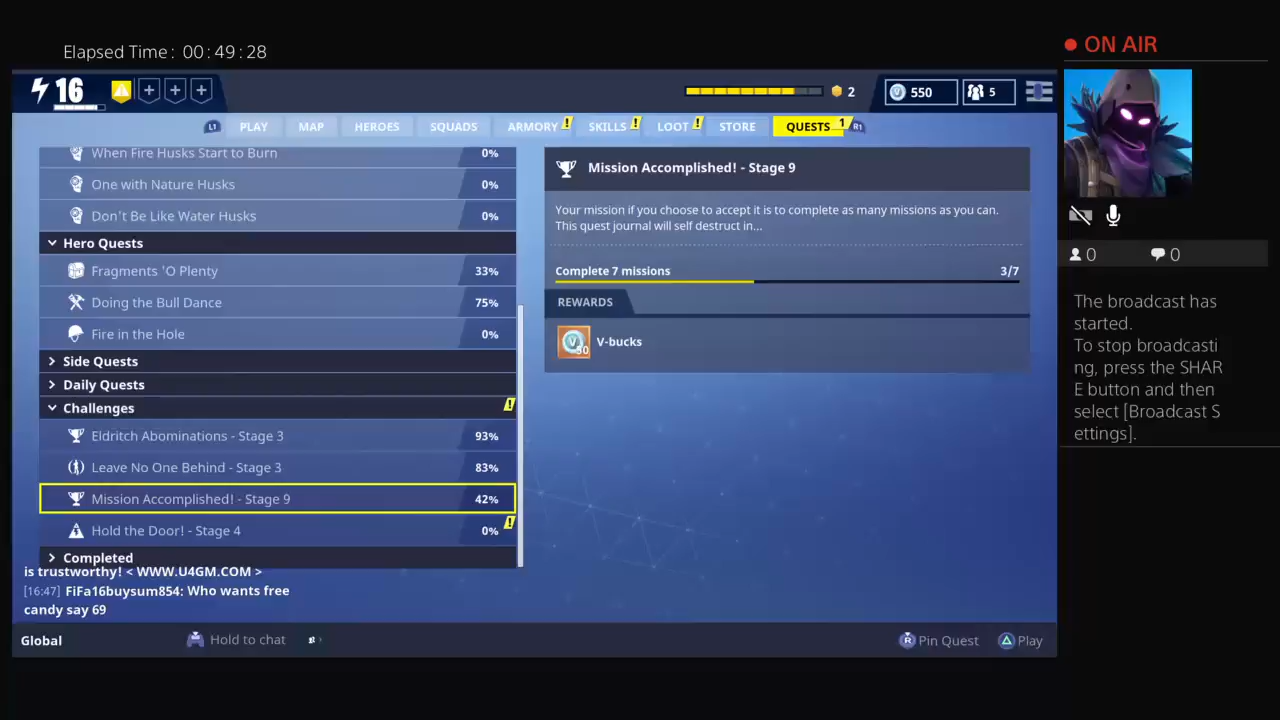 Elapsed Time: 00:49:28
ON AIR
16
2
550
5
L1 PLAY MAP HEROES SQUADS ARMORY ! SKILLS ! LOOT ! STORE QUESTS 1 R1
When Fire Husks Start to Burn 0%
One with Nature Husks 0%
Don't Be Like Water Husks 0%
Hero Quests
Fragments 'O Plenty 33%
Doing the Bull Dance 75%
Fire in the Hole 0%
Side Quests
Daily Quests
Challenges !
Eldritch Abominations - Stage 3 93%
Leave No One Behind - Stage 3 83%
Mission Accomplished! - Stage 9 42%
Hold the Door! - Stage 4 0% !
Completed
is trustworthy! < WWW.U4GM.COM >
[16:47] FiFa16buysum854: Who wants free
candy say 69
Global
Hold to chat
Mission Accomplished! - Stage 9
Your mission if you choose to accept it is to complete as many missions as you can.
This quest journal will self destruct in...
Complete 7 missions 3/7
REWARDS
V-bucks
R Pin Quest
Play
0 0
The broadcast has
started.
To stop broadcasti
ng, press the SHAR
E button and then
select [Broadcast S
ettings].